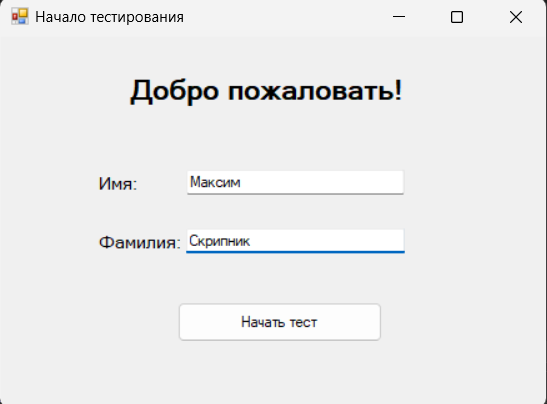 Начало тестирования
Добро пожаловать!
Имя: Максим
Фамилия: Скрипник
Начать тест